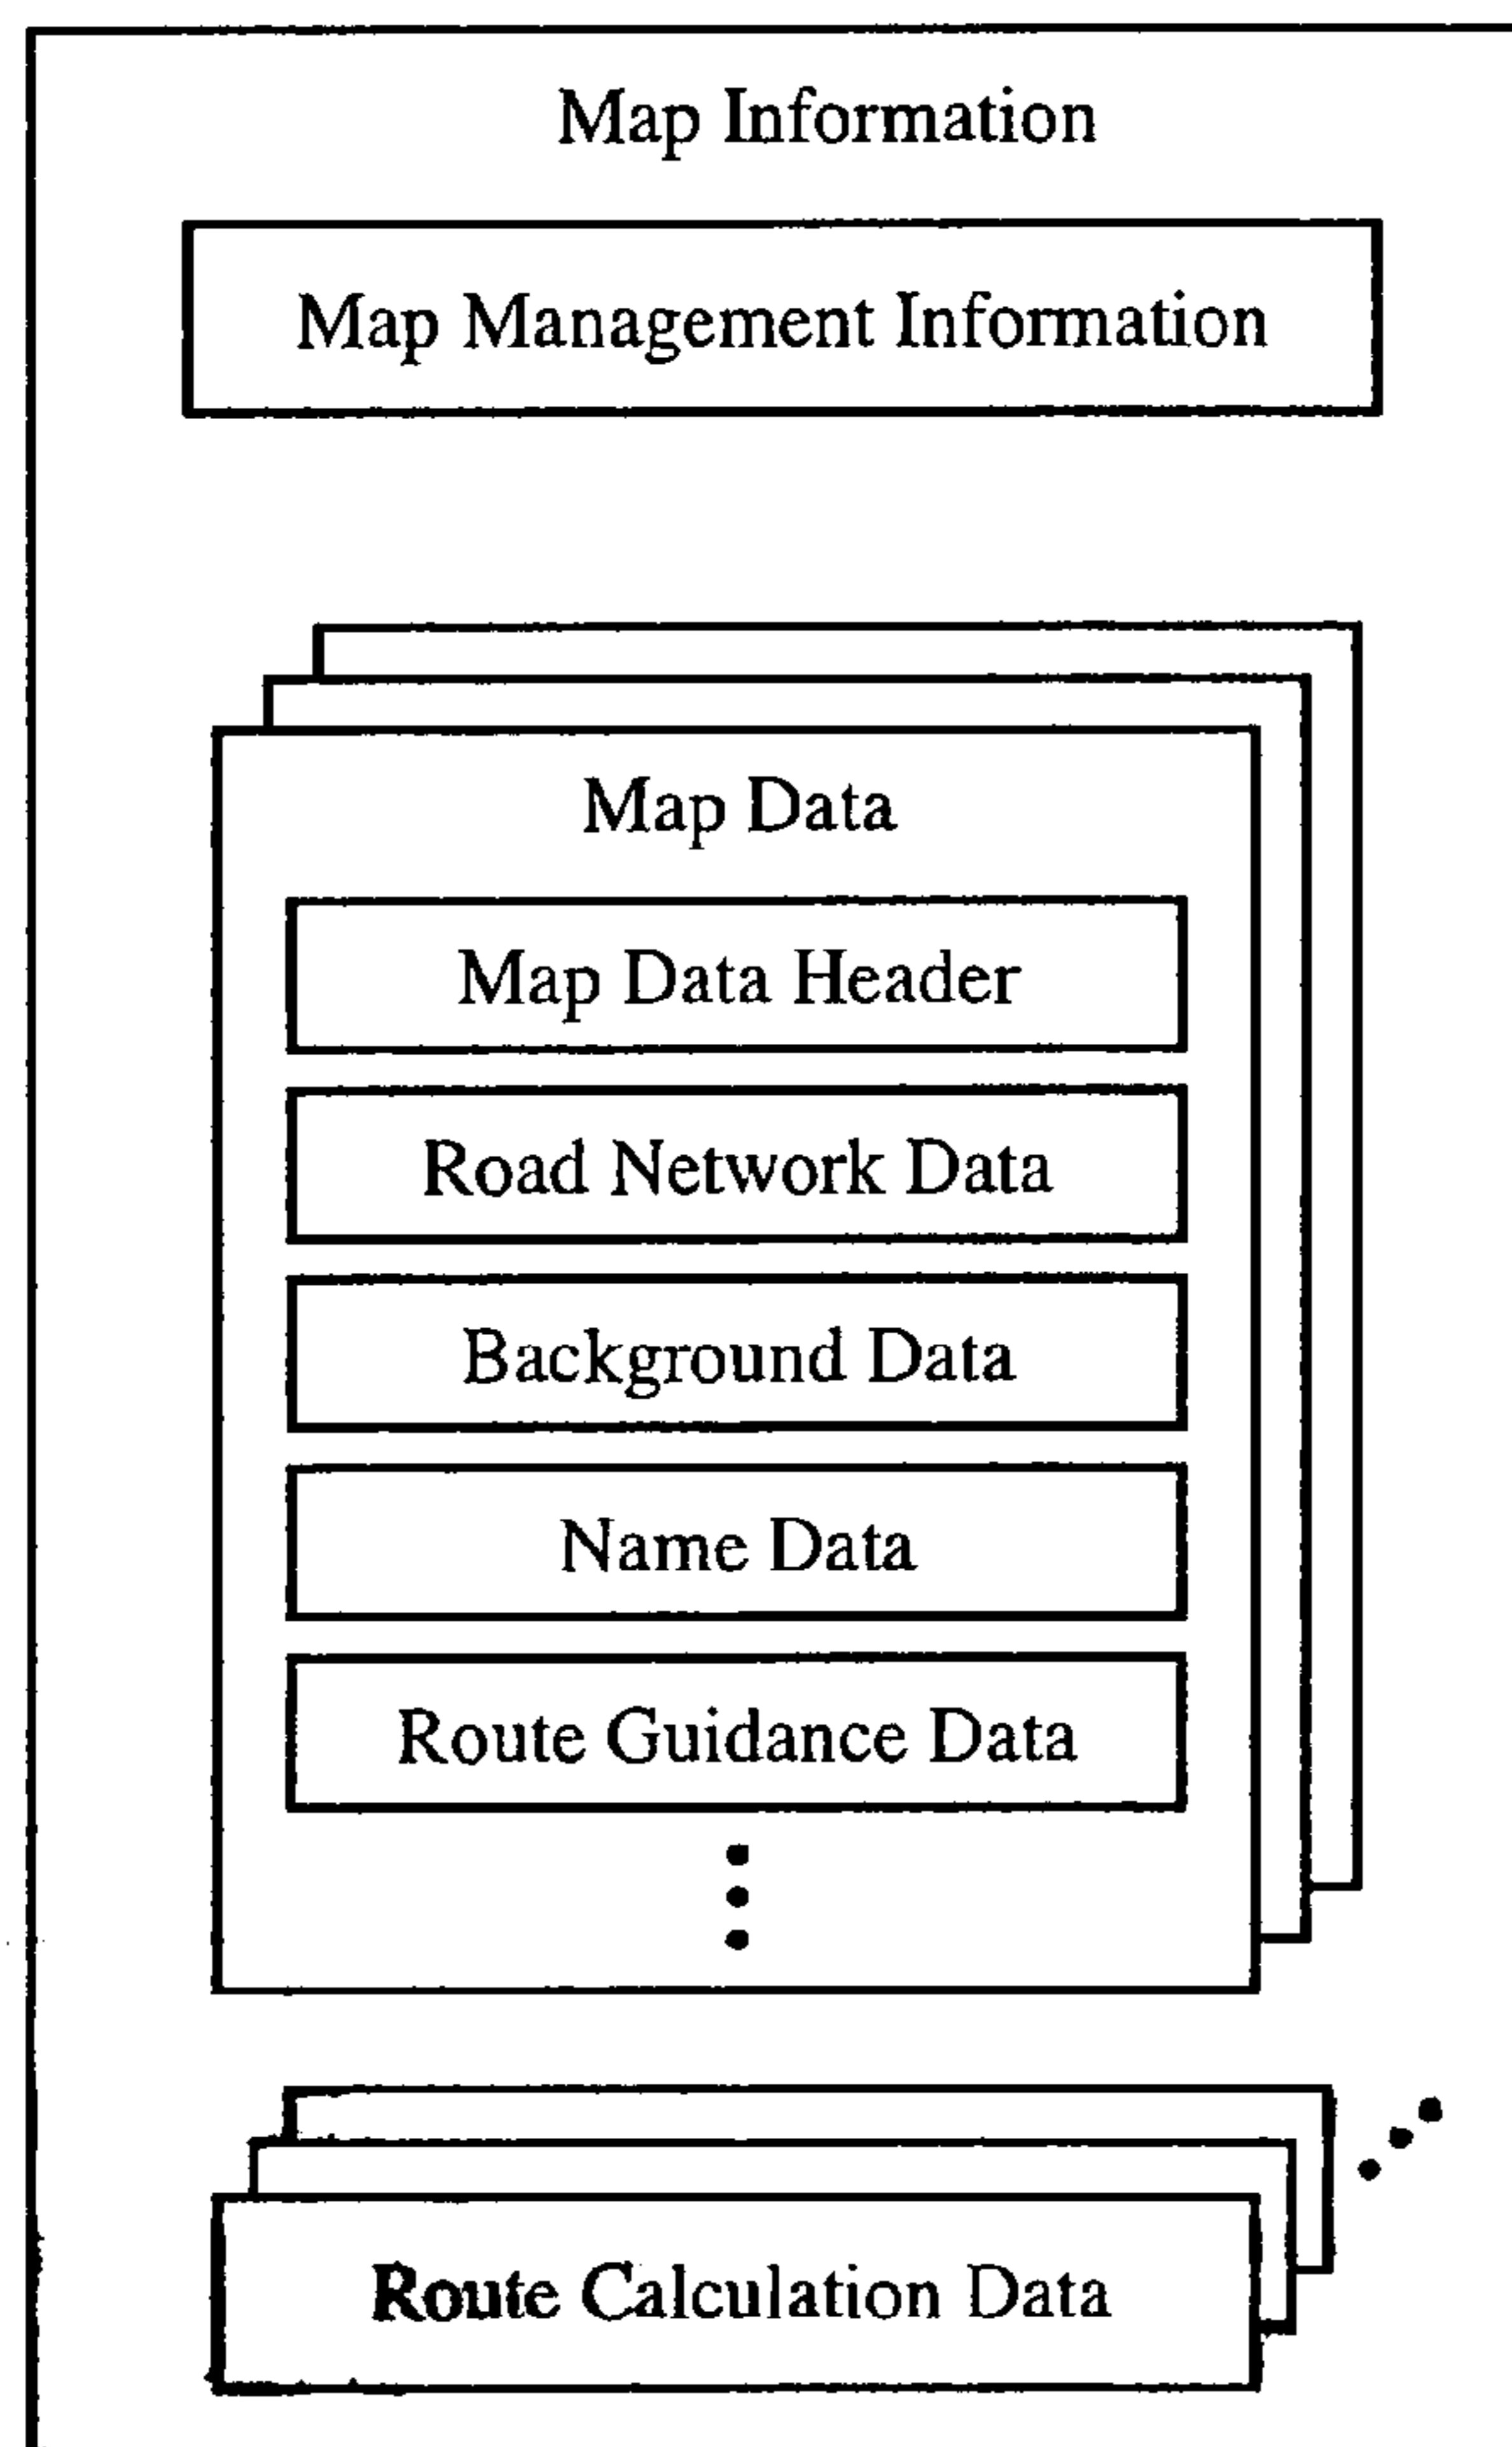 Map Information
Map Management Information
Map Data
Map Data Header
Road Network Data
Background Data
Name Data
Route Guidance Data
Route Calculation Data